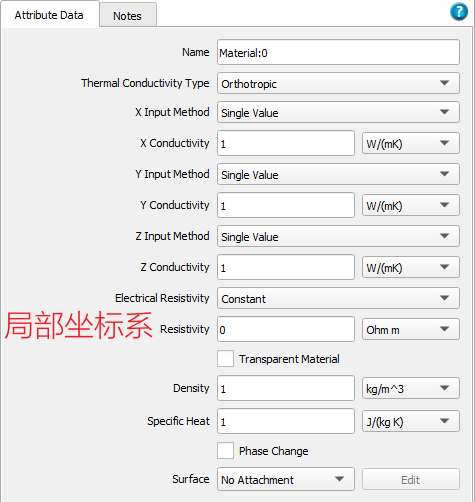 Attribute Data Notes ?
Name Material:0
Thermal Conductivity Type Orthotropic
X Input Method Single Value
X Conductivity 1 W/(mK)
Y Input Method Single Value
Y Conductivity 1 W/(mK)
Z Input Method Single Value
Z Conductivity 1 W/(mK)
Electrical Resistivity Constant
局部坐标系 Resistivity 0 Ohm m
Transparent Material
Density 1 kg/m^3
Specific Heat 1 J/(kg K)
Phase Change
Surface No Attachment Edit